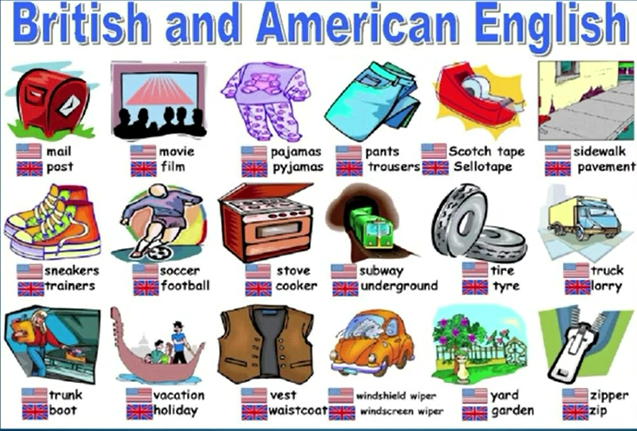 British and American English
mail
post
movie
film
pajamas
pyjamas
pants
trousers
Scotch tape
Sellotape
sidewalk
pavement
sneakers
trainers
soccer
football
stove
cooker
subway
underground
tire
tyre
truck
lorry
trunk
boot
vacation
holiday
vest
waistcoat
windshield wiper
windscreen wiper
yard
garden
zipper
zip